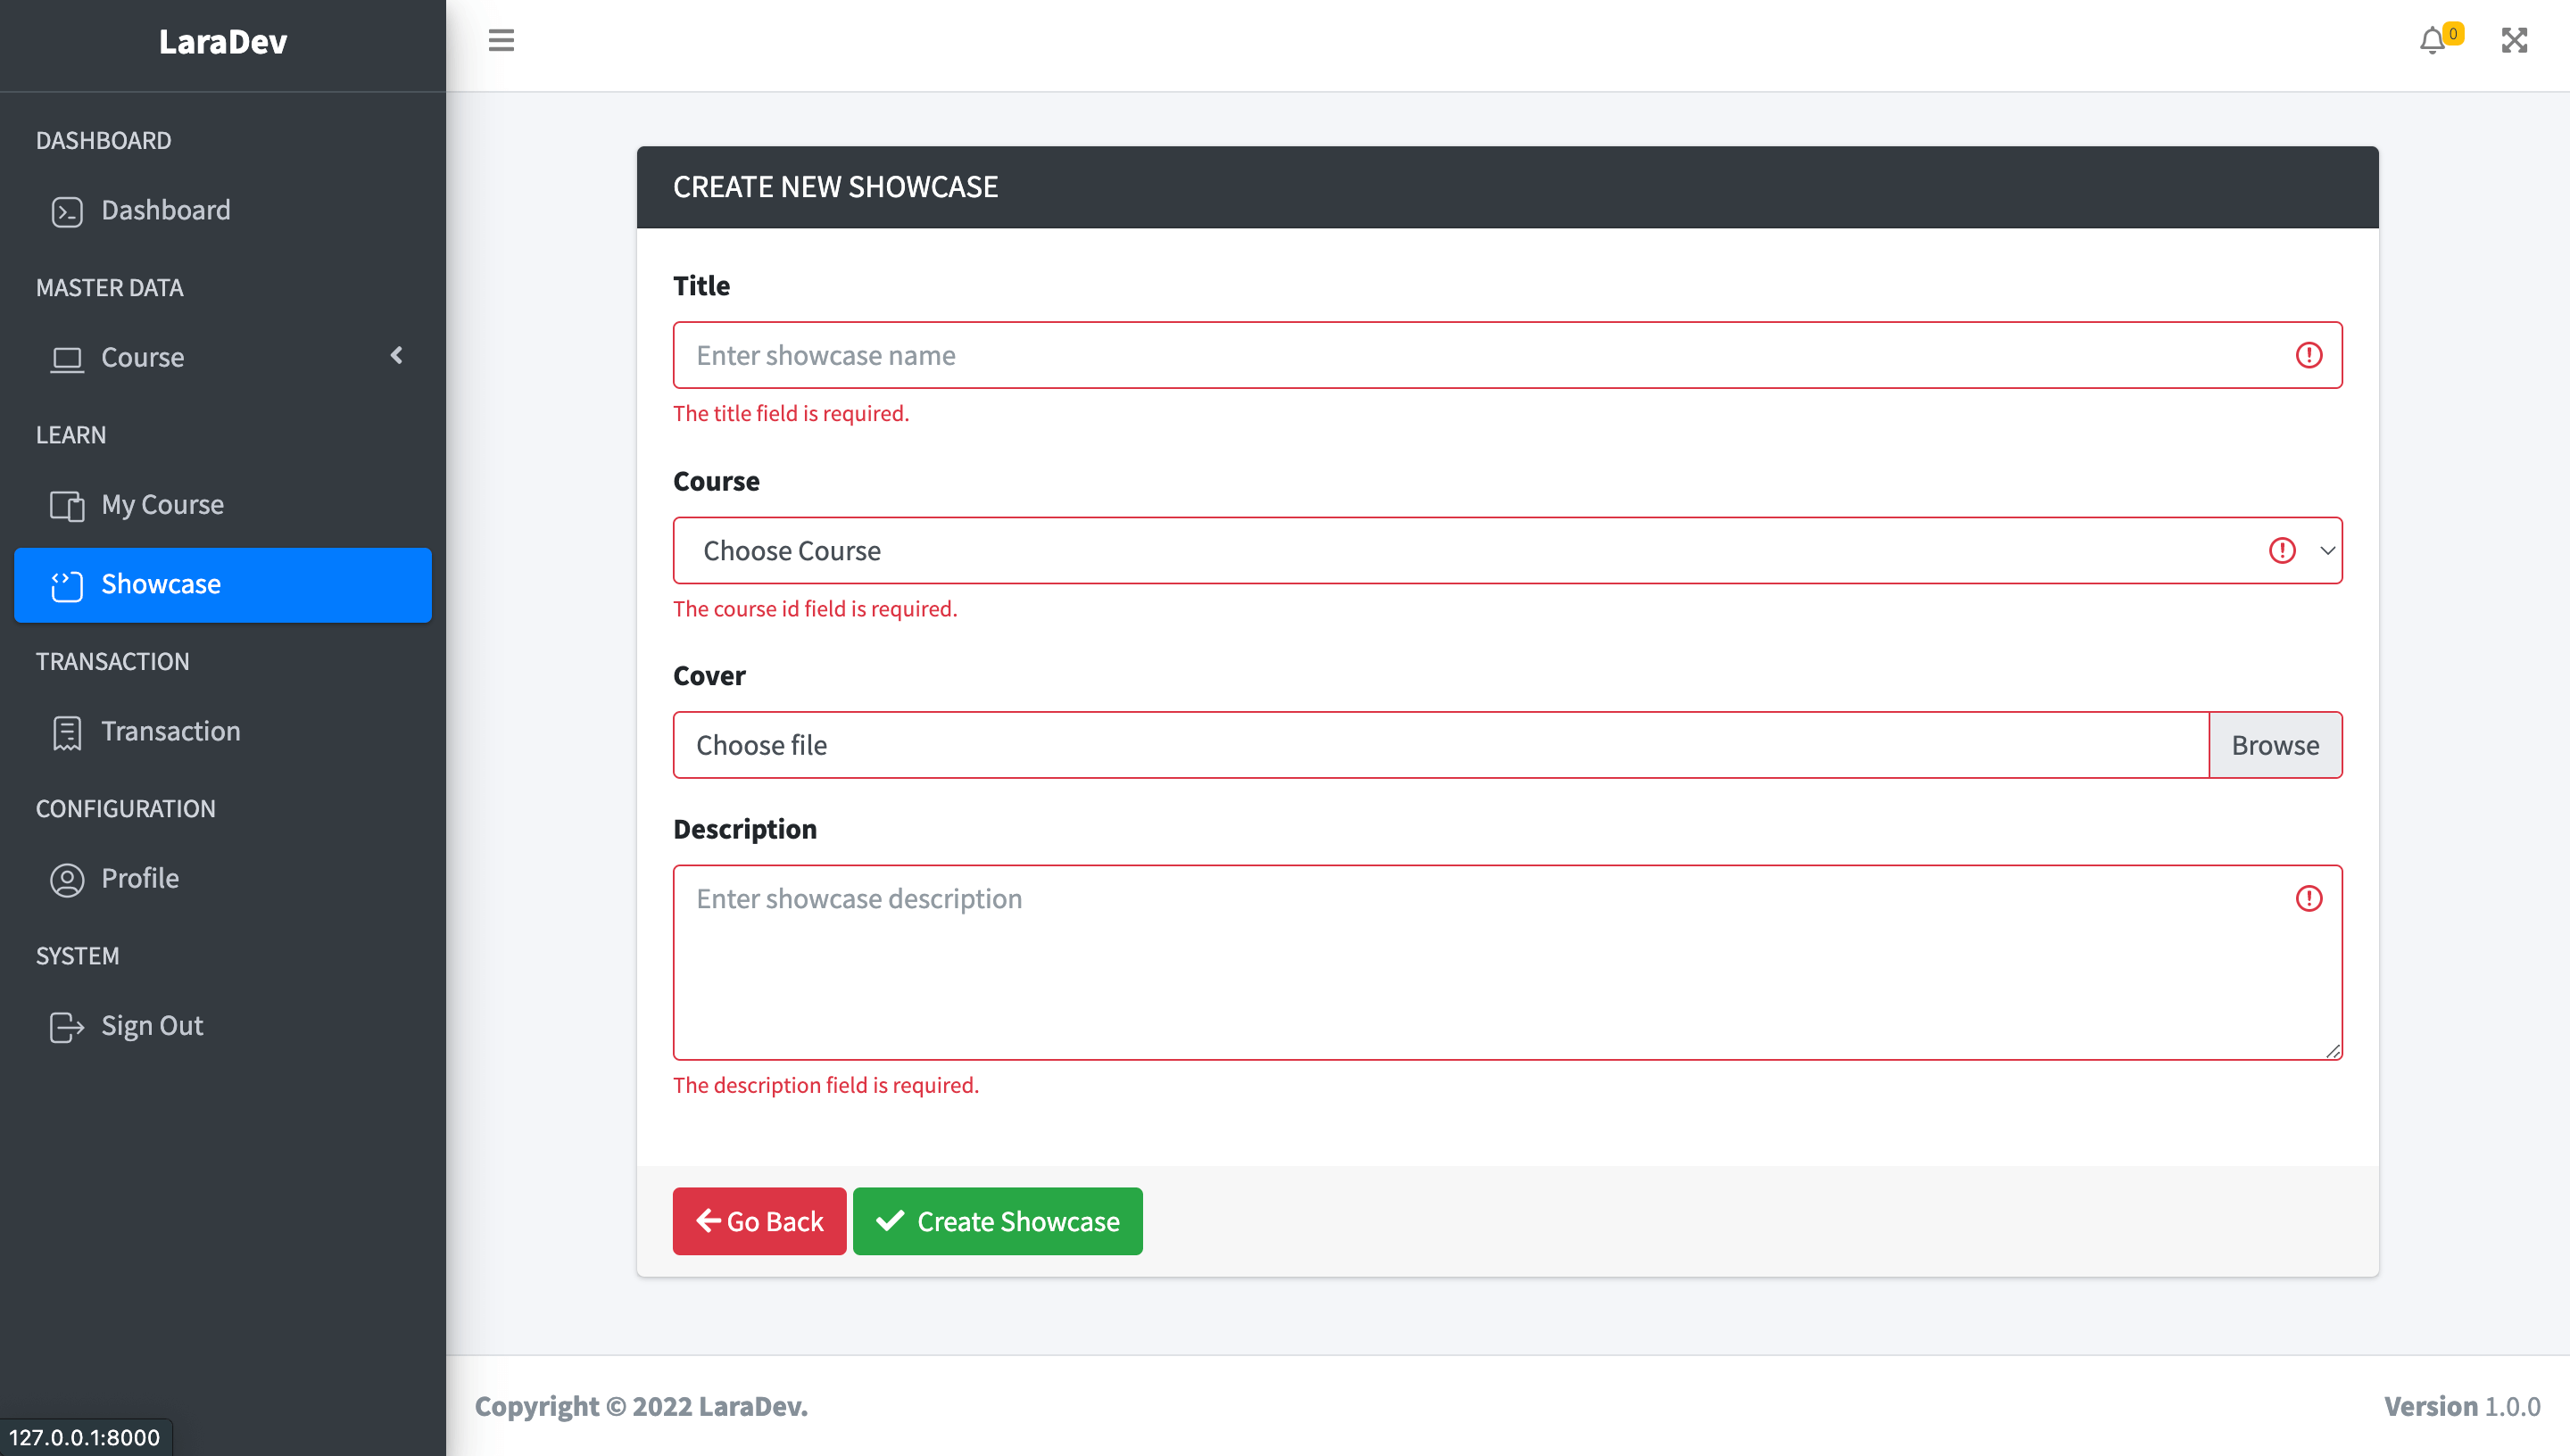 LaraDev
0
DASHBOARD
Dashboard
MASTER DATA
Course
LEARN
My Course
Showcase
TRANSACTION
Transaction
CONFIGURATION
Profile
SYSTEM
Sign Out
CREATE NEW SHOWCASE
Title
Enter showcase name
The title field is required.
Course
Choose Course
The course id field is required.
Cover
Choose file
Browse
Description
Enter showcase description
The description field is required.
Go Back
Create Showcase
Copyright © 2022 LaraDev.
Version 1.0.0
127.0.0.1:8000